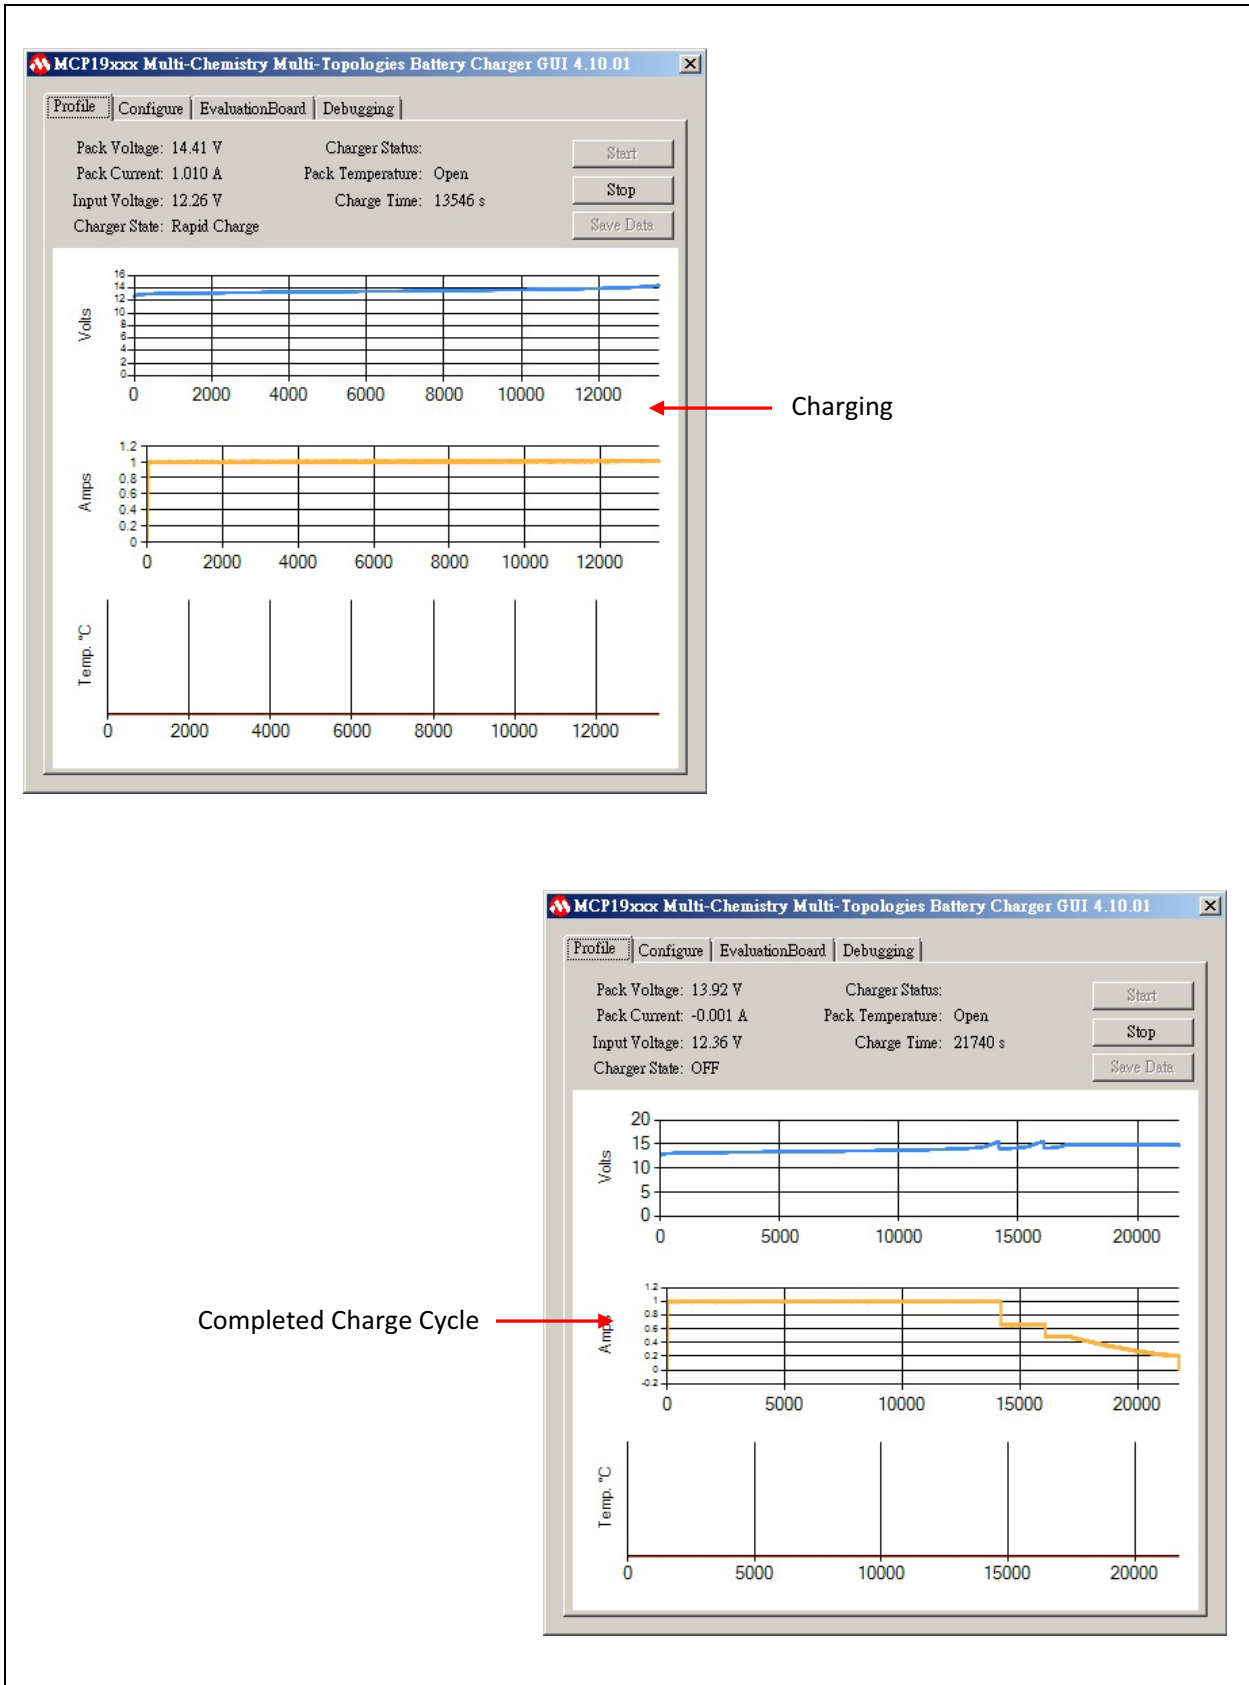 MCP19xxx Multi-Chemistry Multi-Topologies Battery Charger GUI 4.10.01
Profile Configure EvaluationBoard Debugging
Pack Voltage: 14.41 V Charger Status: Start
Pack Current: 1.010 A Pack Temperature: Open Stop
Input Voltage: 12.26 V Charge Time: 13546 s
Charger State: Rapid Charge Save Data
Volts
16
14
12
10
8
6
4
2
0
0 2000 4000 6000 8000 10000 12000
Charging
Amps
1.2
1
0.8
0.6
0.4
0.2
0
0 2000 4000 6000 8000 10000 12000
Temp. °C
0 2000 4000 6000 8000 10000 12000
MCP19xxx Multi-Chemistry Multi-Topologies Battery Charger GUI 4.10.01
Profile Configure EvaluationBoard Debugging
Pack Voltage: 13.92 V Charger Status: Start
Pack Current: -0.001 A Pack Temperature: Open Stop
Input Voltage: 12.36 V Charge Time: 21740 s
Charger State: OFF Save Data
Volts
20
15
10
5
0
0 5000 10000 15000 20000
Completed Charge Cycle
Amps
1.2
1
0.8
0.6
0.4
0.2
0
-0.2
0 5000 10000 15000 20000
Temp. °C
0 5000 10000 15000 20000